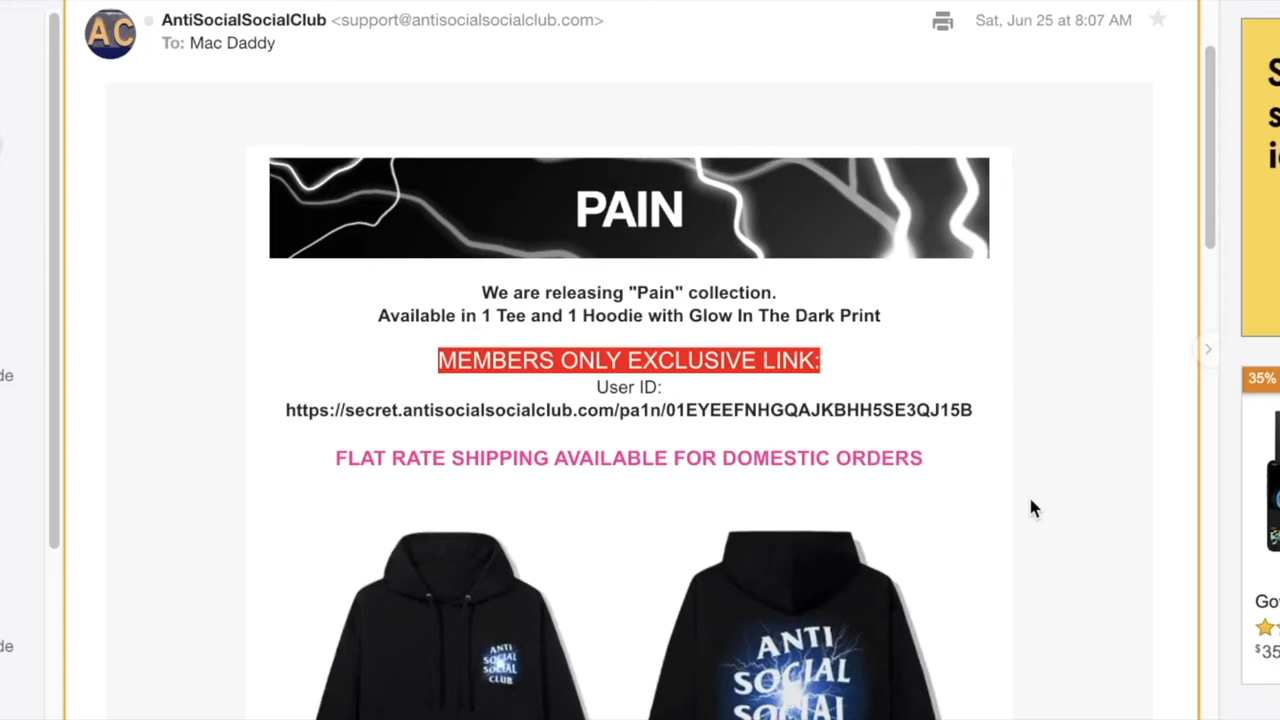 AC
AntiSocialSocialClub <support@antisocialsocialclub.com>
Sat, Jun 25 at 8:07 AM
To: Mac Daddy
PAIN
We are releasing "Pain" collection.
Available in 1 Tee and 1 Hoodie with Glow In The Dark Print
MEMBERS ONLY EXCLUSIVE LINK:
User ID:
https://secret.antisocialsocialclub.com/pa1n/01EYEEFNHGQAJKBHH5SE3QJ15B
FLAT RATE SHIPPING AVAILABLE FOR DOMESTIC ORDERS
ANTI
SOCIAL
SOCIAL
CLUB
ANTI
SOCIAL
SOCIAL
de
de
35%
$35